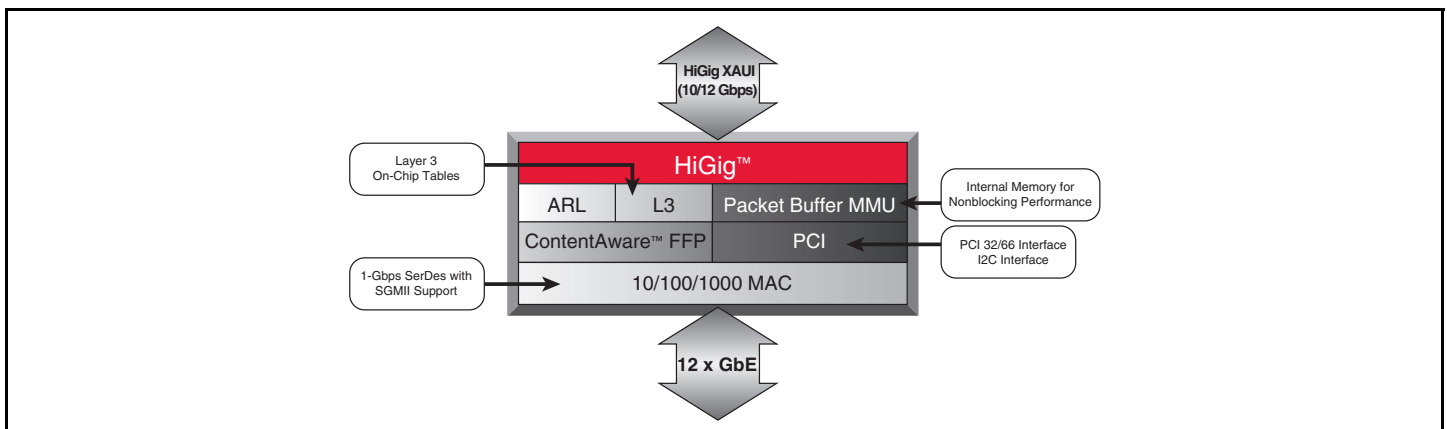 HiGig XAUI
(10/12 Gbps)
Layer 3
On-Chip Tables
HiGig™
ARL
L3
Packet Buffer MMU
Internal Memory for
Nonblocking Performance
ContentAware™ FFP
PCI
PCI 32/66 Interface
I2C Interface
1-Gbps SerDes with
SGMII Support
10/100/1000 MAC
12 x GbE